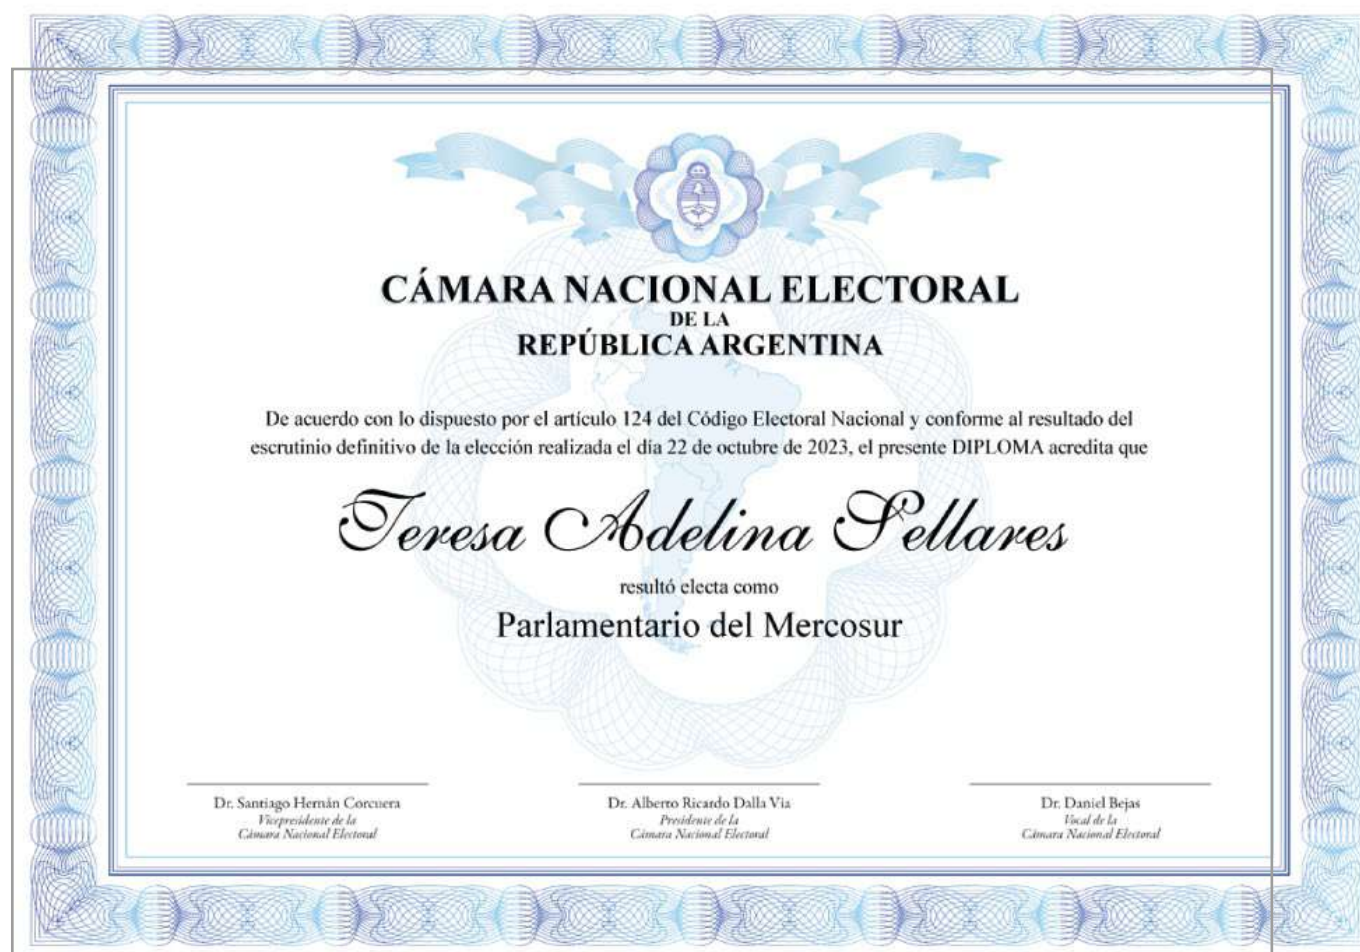 CÁMARA NACIONAL ELECTORAL
DE LA
REPÚBLICA ARGENTINA
De acuerdo con lo dispuesto por el artículo 124 del Código Electoral Nacional y conforme al resultado del
escrutinio definitivo de la elección realizada el día 22 de octubre de 2023, el presente DIPLOMA acredita que
Teresa Adelina Sellares
resultó electa como
Parlamentario del Mercosur
Dr. Santiago Hernán Corcuera
Vicepresidente de la
Cámara Nacional Electoral
Dr. Alberto Ricardo Dalla Via
Presidente de la
Cámara Nacional Electoral
Dr. Daniel Bejas
Vocal de la
Cámara Nacional Electoral